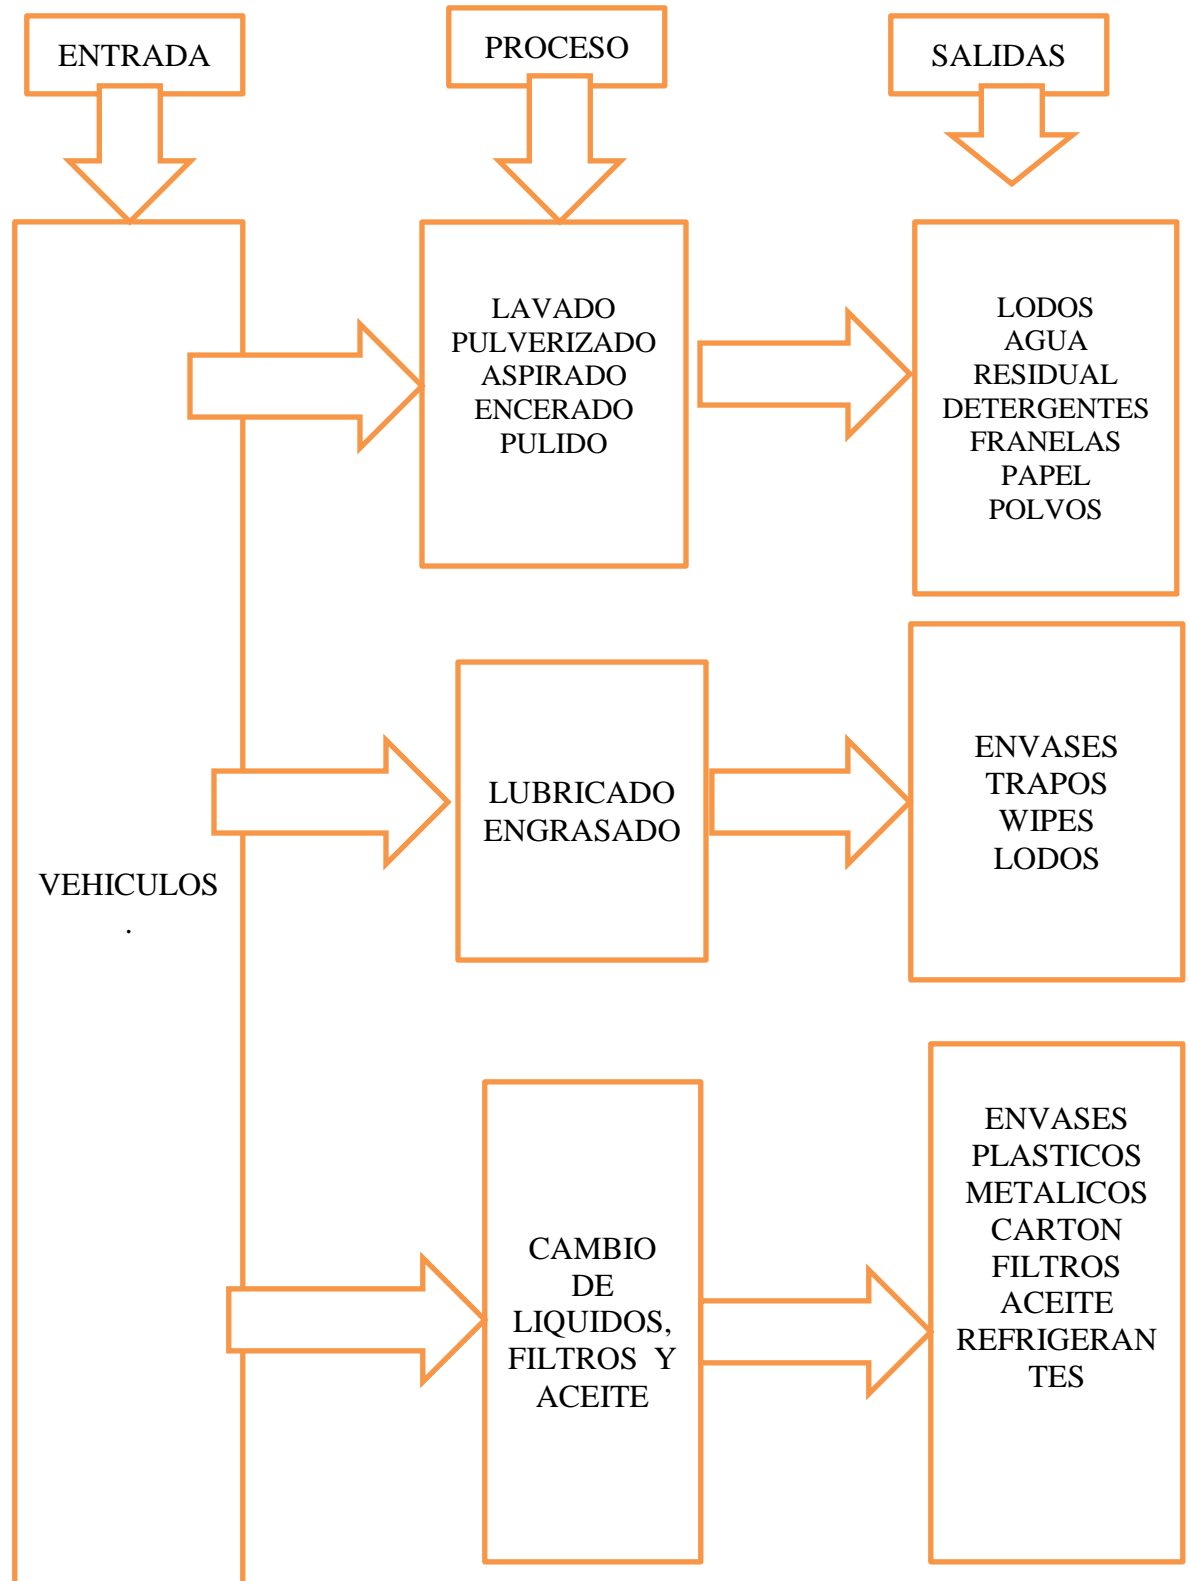 ENTRADA
PROCESO
SALIDAS
VEHICULOS
.
LAVADO
PULVERIZADO
ASPIRADO
ENCERADO
PULIDO
LODOS
AGUA
RESIDUAL
DETERGENTES
FRANELAS
PAPEL
POLVOS
LUBRICADO
ENGRASADO
ENVASES
TRAPOS
WIPES
LODOS
CAMBIO
DE
LIQUIDOS,
FILTROS Y
ACEITE
ENVASES
PLASTICOS
METALICOS
CARTON
FILTROS
ACEITE
REFRIGERAN
TES